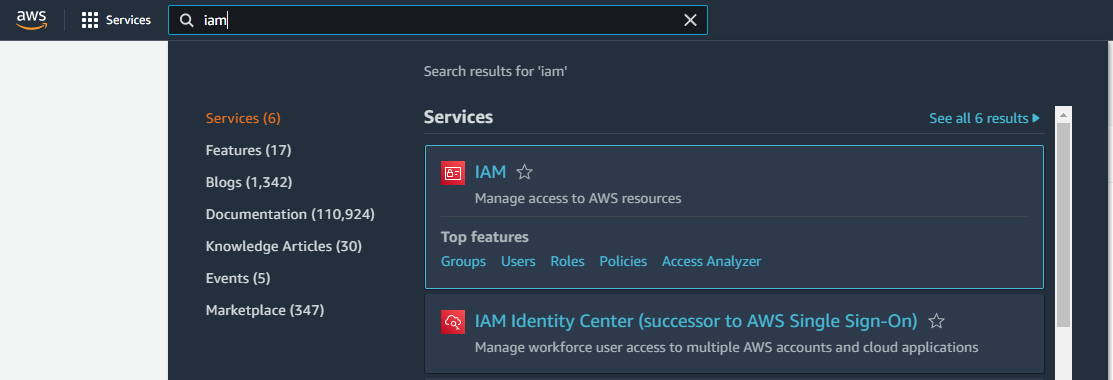 aws
Services
iam
Search results for 'iam'
Services (6)
Features (17)
Blogs (1,342)
Documentation (110,924)
Knowledge Articles (30)
Events (5)
Marketplace (347)
Services
See all 6 results
IAM
Manage access to AWS resources
Top features
Groups Users Roles Policies Access Analyzer
IAM Identity Center (successor to AWS Single Sign-On)
Manage workforce user access to multiple AWS accounts and cloud applications